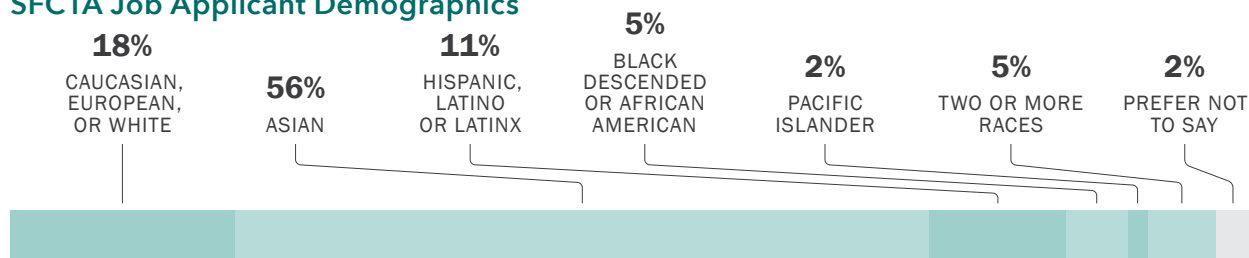 SFCTA Job Applicant Demographics
18%
CAUCASIAN,
EUROPEAN,
OR WHITE
56%
ASIAN
11%
HISPANIC,
LATINO
OR LATINX
5%
BLACK
DESCENDED
OR AFRICAN
AMERICAN
2%
PACIFIC
ISLANDER
5%
TWO OR MORE
RACES
2%
PREFER NOT
TO SAY